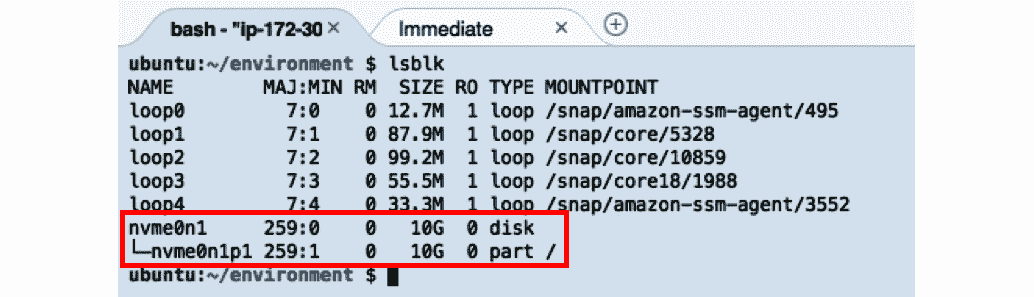 bash - "ip-172-30 × Immediate ×
ubuntu:~/environment $ lsblk
NAME MAJ:MIN RM SIZE RO TYPE MOUNTPOINT
loop0 7:0 0 12.7M 1 loop /snap/amazon-ssm-agent/495
loop1 7:1 0 87.9M 1 loop /snap/core/5328
loop2 7:2 0 99.2M 1 loop /snap/core/10859
loop3 7:3 0 55.5M 1 loop /snap/core18/1988
loop4 7:4 0 33.3M 1 loop /snap/amazon-ssm-agent/3552
nvme0n1 259:0 0 10G 0 disk
└─nvme0n1p1 259:1 0 10G 0 part /
ubuntu:~/environment $